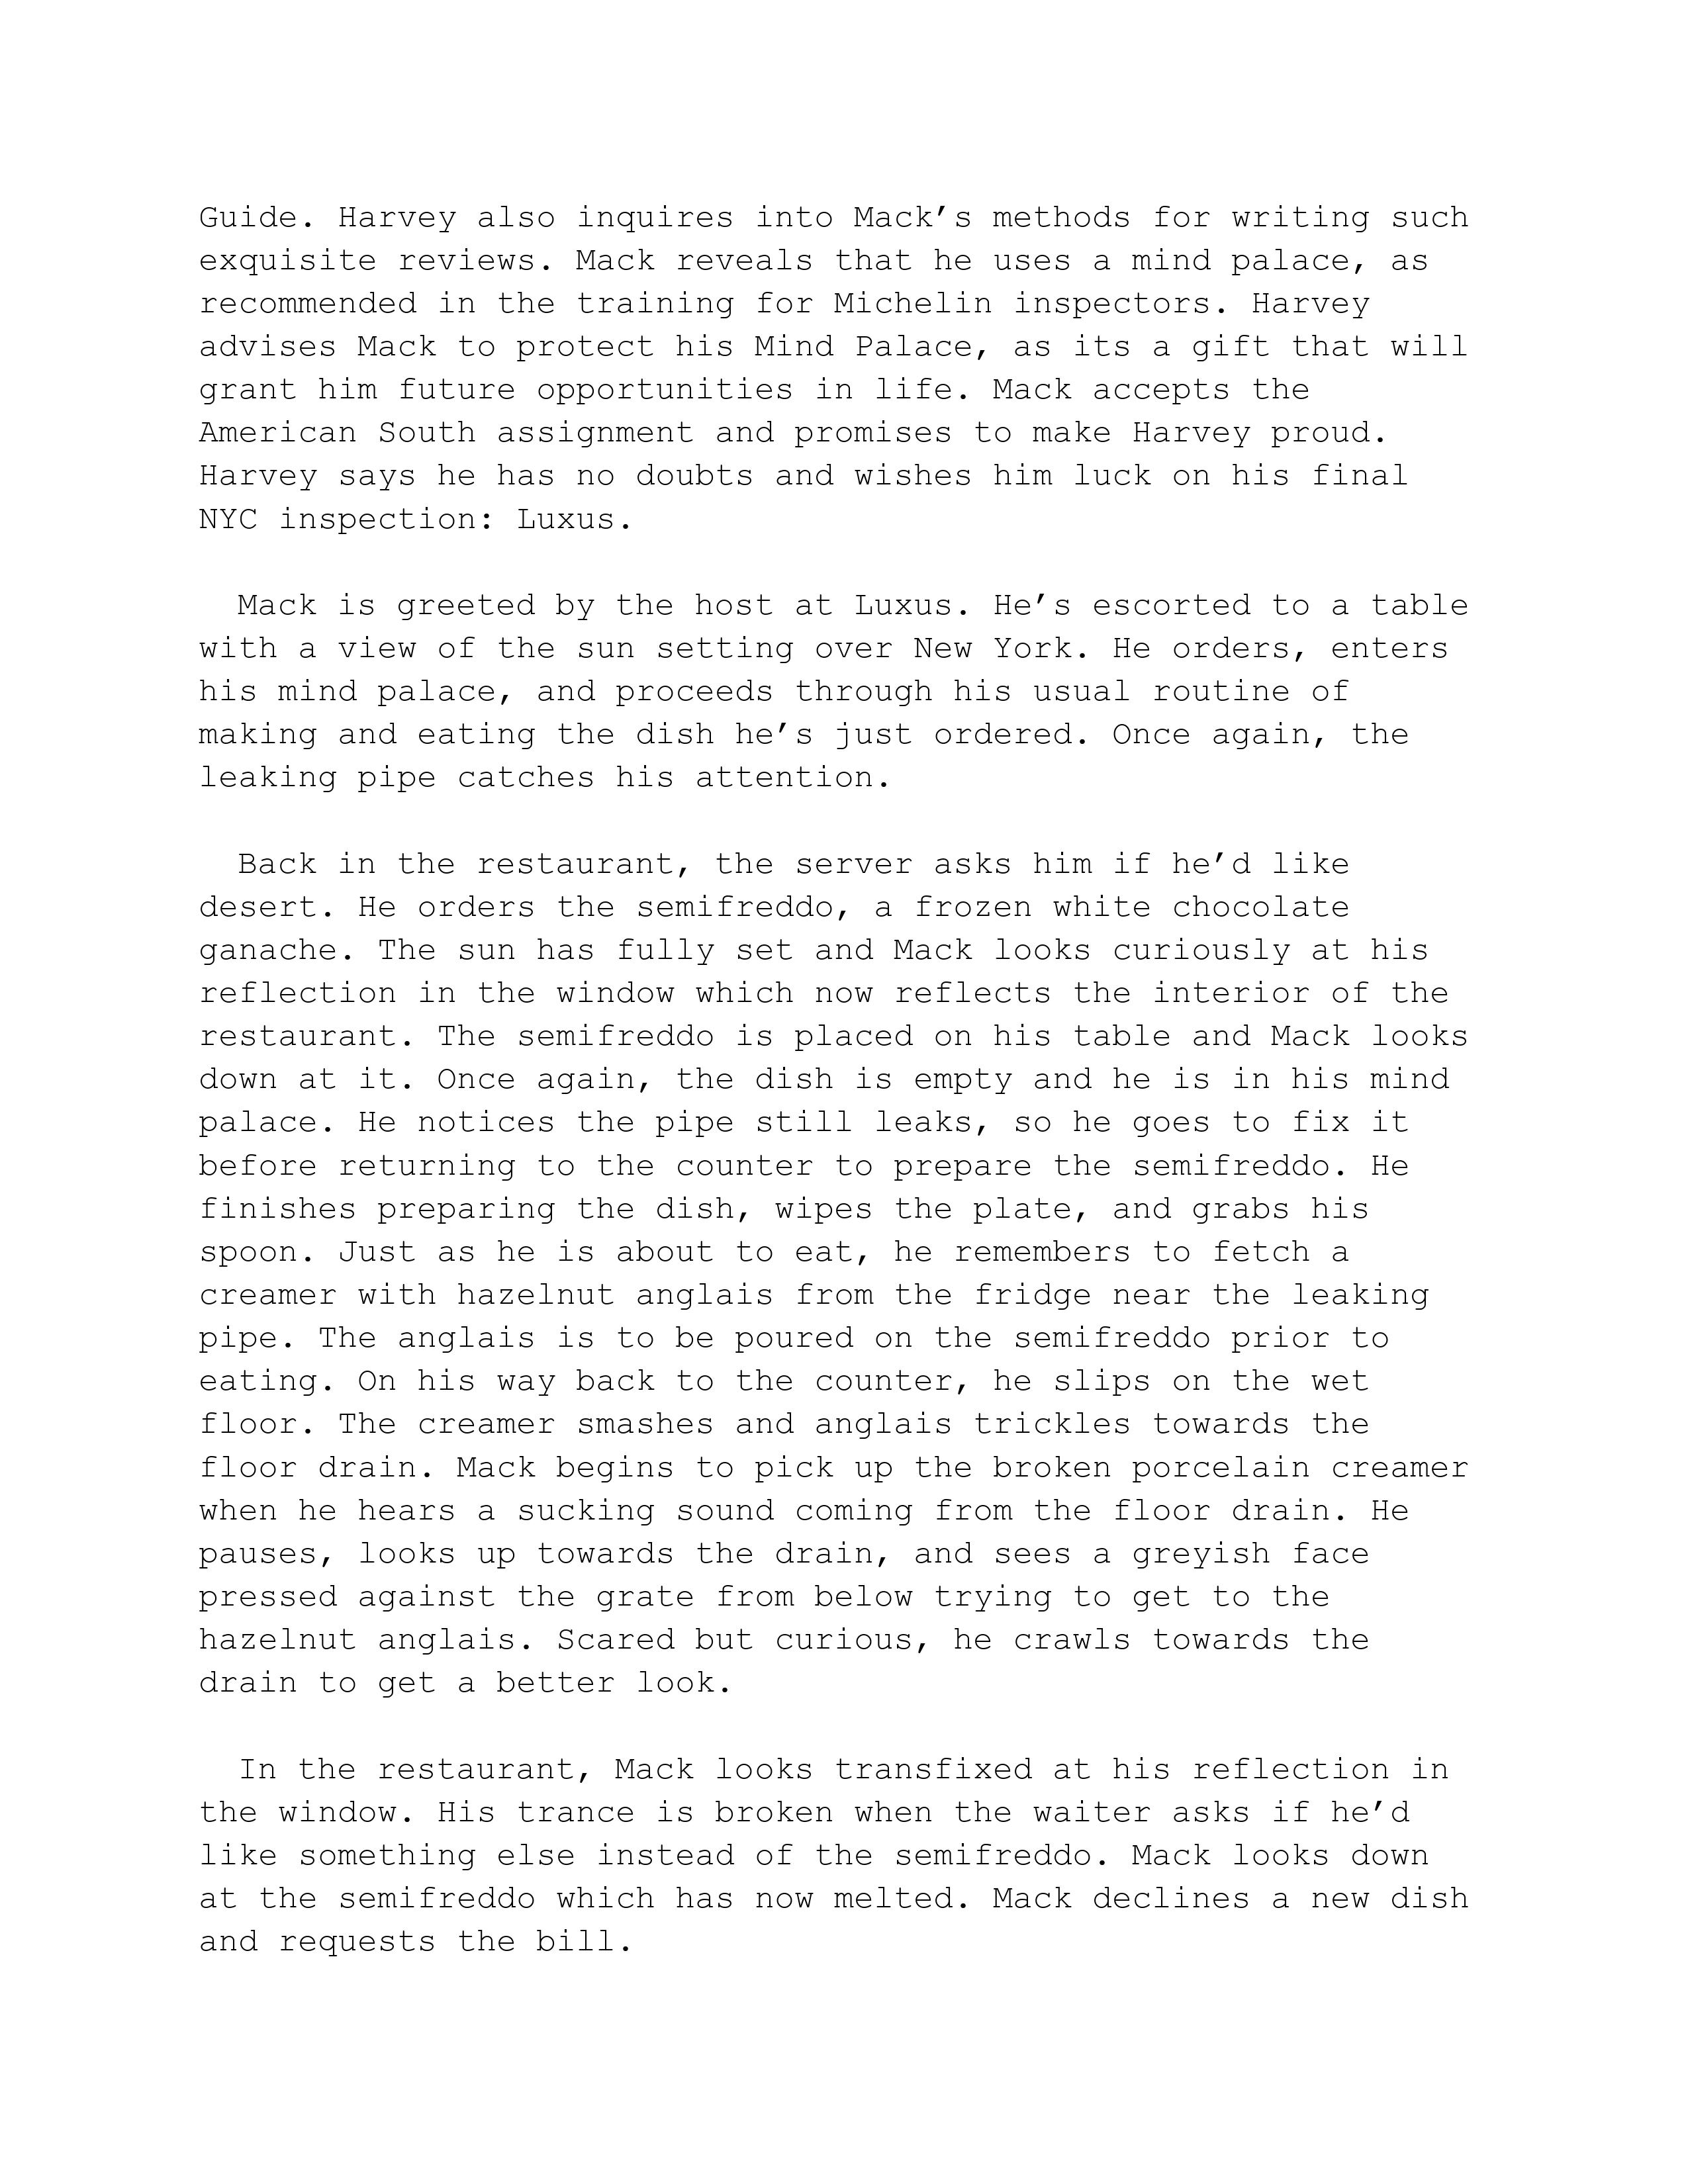 Guide. Harvey also inquires into Mack’s methods for writing such
exquisite reviews. Mack reveals that he uses a mind palace, as
recommended in the training for Michelin inspectors. Harvey
advises Mack to protect his Mind Palace, as its a gift that will
grant him future opportunities in life. Mack accepts the
American South assignment and promises to make Harvey proud.
Harvey says he has no doubts and wishes him luck on his final
NYC inspection: Luxus.
Mack is greeted by the host at Luxus. He’s escorted to a table
with a view of the sun setting over New York. He orders, enters
his mind palace, and proceeds through his usual routine of
making and eating the dish he’s just ordered. Once again, the
leaking pipe catches his attention.
Back in the restaurant, the server asks him if he’d like
desert. He orders the semifreddo, a frozen white chocolate
ganache. The sun has fully set and Mack looks curiously at his
reflection in the window which now reflects the interior of the
restaurant. The semifreddo is placed on his table and Mack looks
down at it. Once again, the dish is empty and he is in his mind
palace. He notices the pipe still leaks, so he goes to fix it
before returning to the counter to prepare the semifreddo. He
finishes preparing the dish, wipes the plate, and grabs his
spoon. Just as he is about to eat, he remembers to fetch a
creamer with hazelnut anglais from the fridge near the leaking
pipe. The anglais is to be poured on the semifreddo prior to
eating. On his way back to the counter, he slips on the wet
floor. The creamer smashes and anglais trickles towards the
floor drain. Mack begins to pick up the broken porcelain creamer
when he hears a sucking sound coming from the floor drain. He
pauses, looks up towards the drain, and sees a greyish face
pressed against the grate from below trying to get to the
hazelnut anglais. Scared but curious, he crawls towards the
drain to get a better look.
In the restaurant, Mack looks transfixed at his reflection in
the window. His trance is broken when the waiter asks if he’d
like something else instead of the semifreddo. Mack looks down
at the semifreddo which has now melted. Mack declines a new dish
and requests the bill.